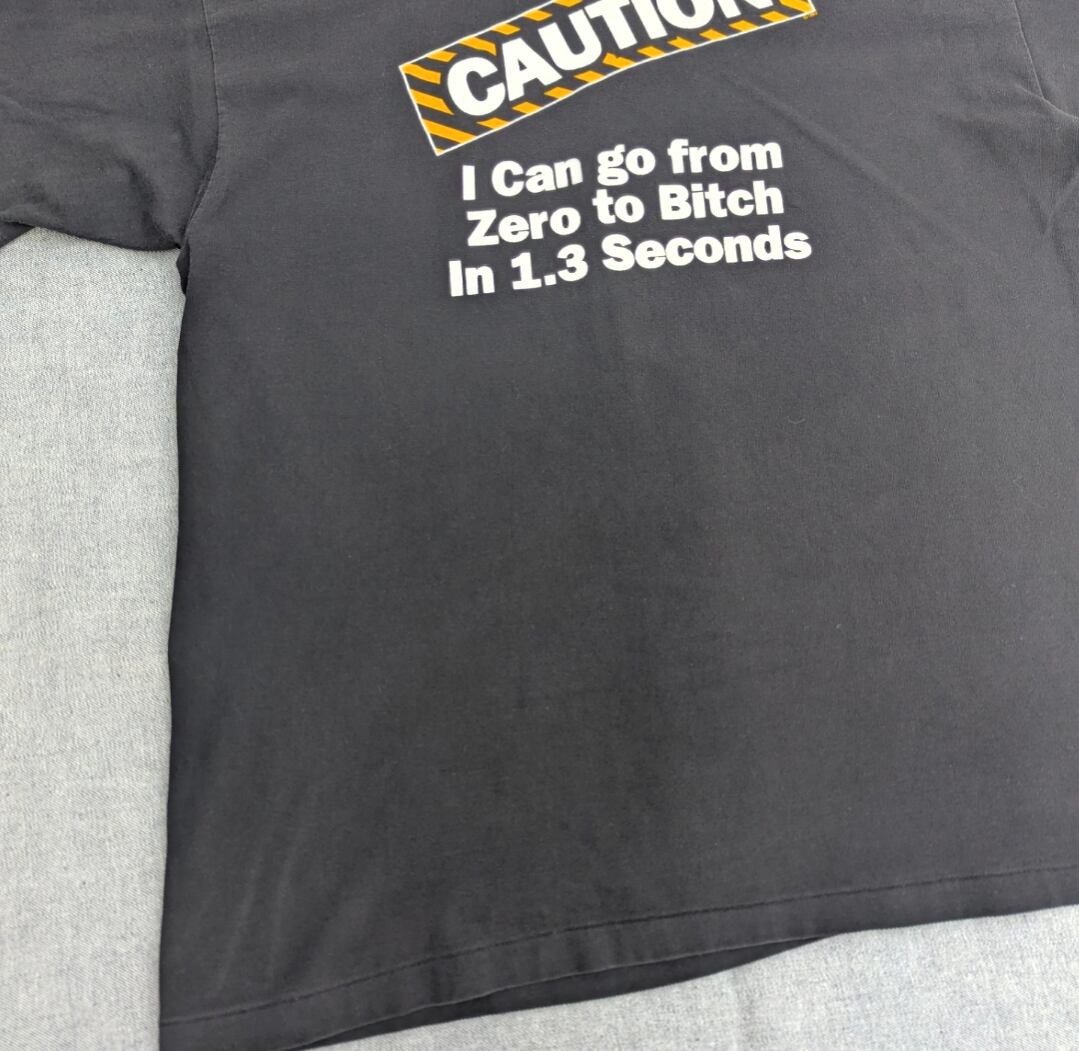 CAUTION
I Can go from
Zero to Bitch
In 1.3 Seconds